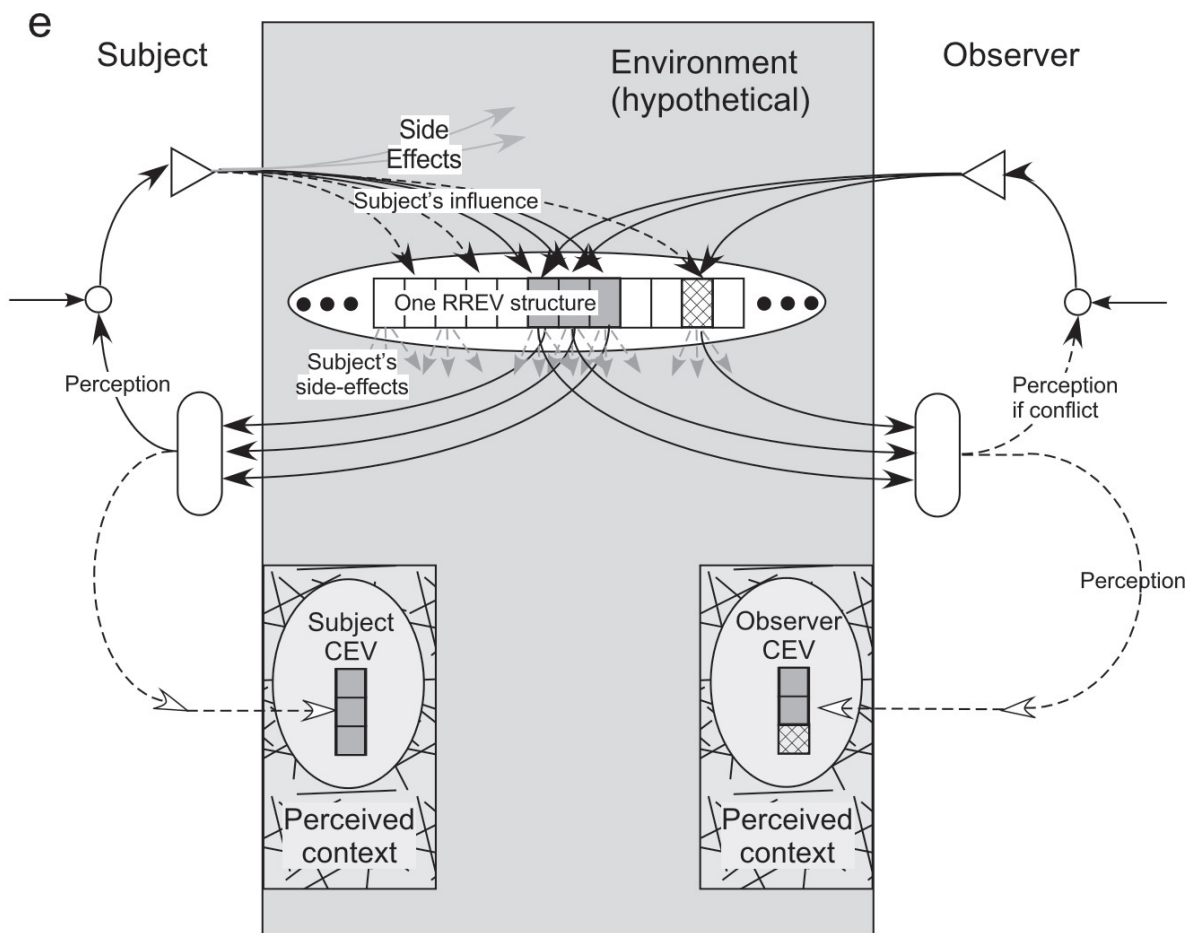 e
Subject
Environment
(hypothetical)
Observer
Side
Effects
Subject's influence
One RREV structure
Subject's
side-effects
Perception
Perception
if conflict
Perception
Subject
CEV
Observer
CEV
Perceived
context
Perceived
context